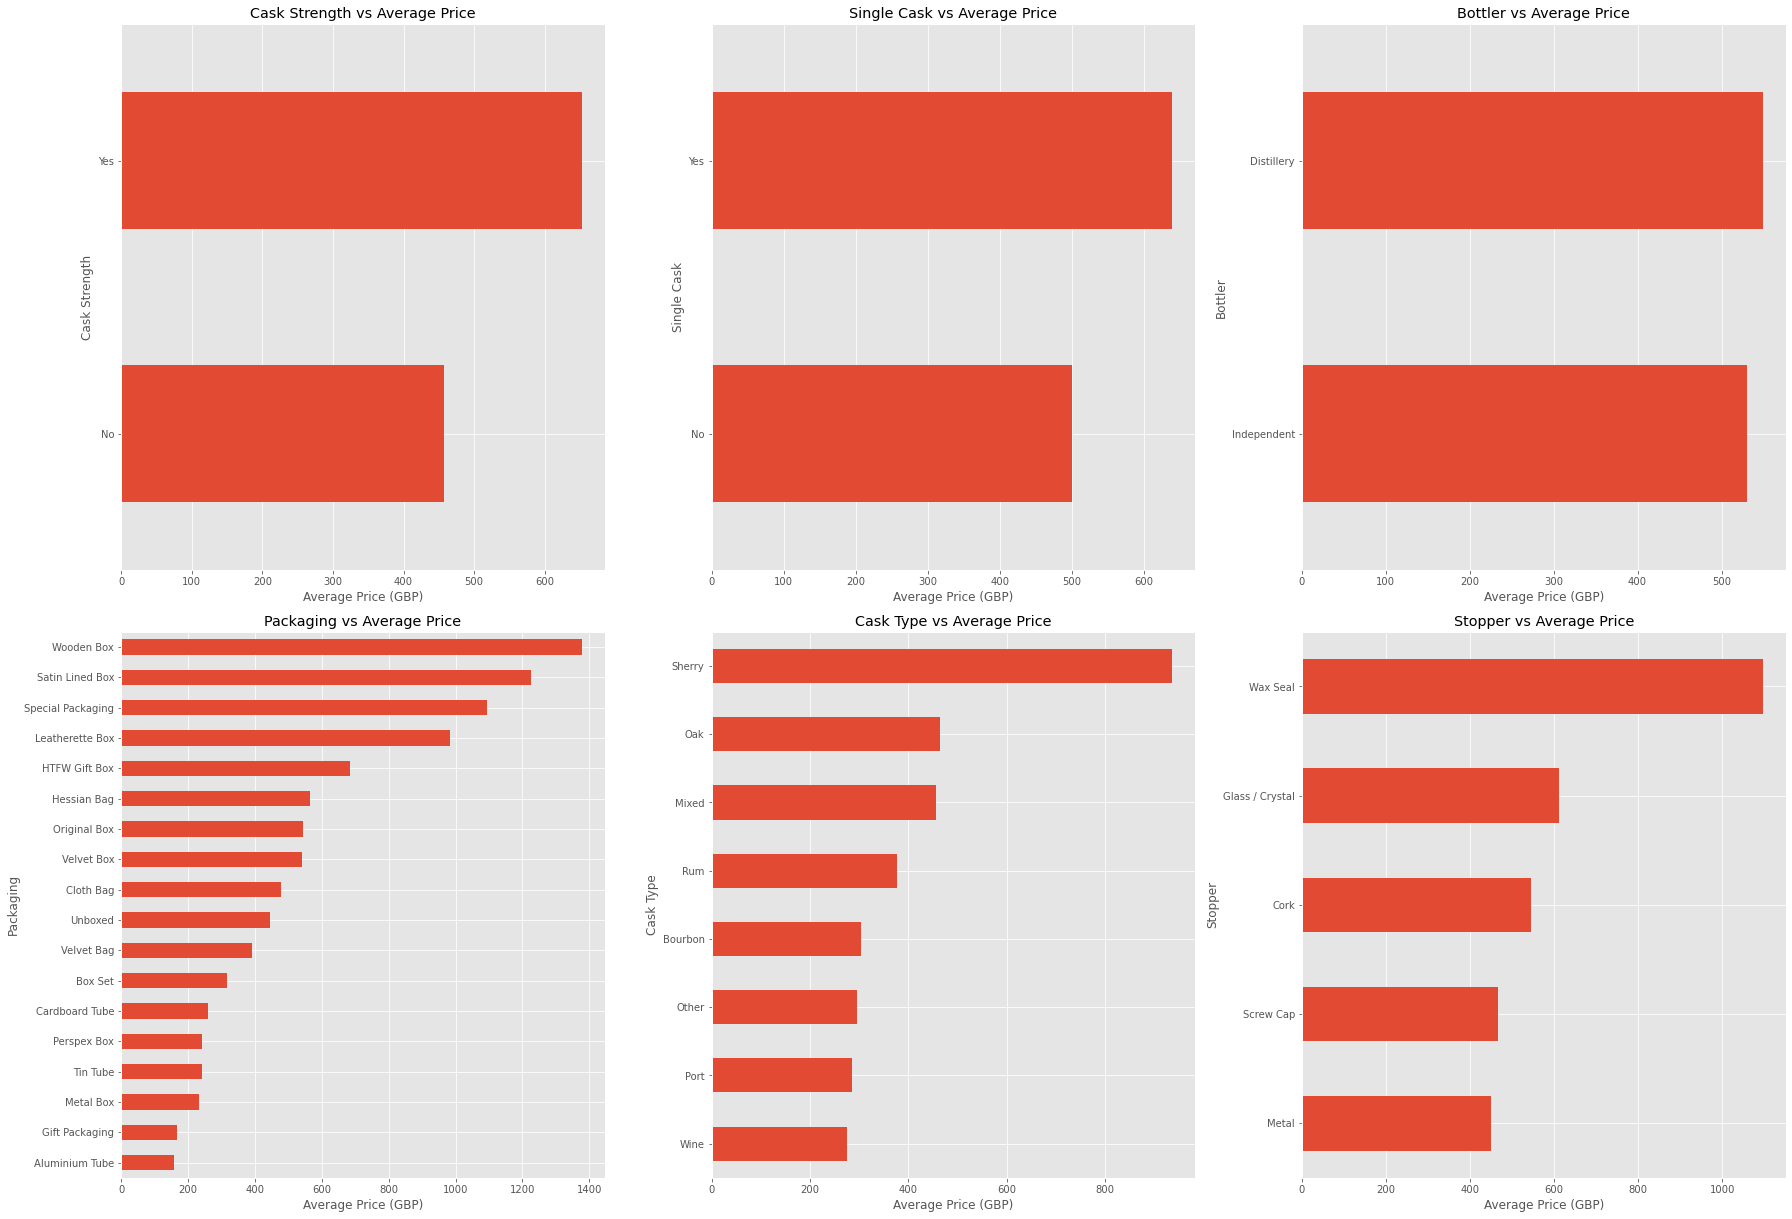 Cask Strength vs Average Price
Cask Strength
Yes
No
0 100 200 300 400 500 600
Average Price (GBP)
Single Cask vs Average Price
Single Cask
Yes
No
0 100 200 300 400 500 600
Average Price (GBP)
Bottler vs Average Price
Bottler
Distillery
Independent
0 100 200 300 400 500
Average Price (GBP)
Packaging vs Average Price
Packaging
Wooden Box
Satin Lined Box
Special Packaging
Leatherette Box
HTFW Gift Box
Hessian Bag
Original Box
Velvet Box
Cloth Bag
Unboxed
Velvet Bag
Box Set
Cardboard Tube
Perspex Box
Tin Tube
Metal Box
Gift Packaging
Aluminium Tube
0 200 400 600 800 1000 1200 1400
Average Price (GBP)
Cask Type vs Average Price
Cask Type
Sherry
Oak
Mixed
Rum
Bourbon
Other
Port
Wine
0 200 400 600 800
Average Price (GBP)
Stopper vs Average Price
Stopper
Wax Seal
Glass / Crystal
Cork
Screw Cap
Metal
0 200 400 600 800 1000
Average Price (GBP)